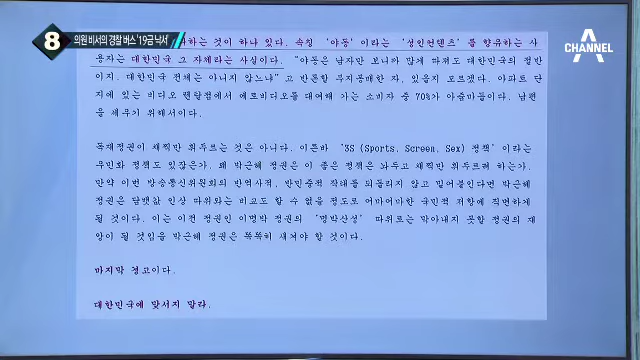 8 의원 비서의 경찰 버스 '19금 낙서'
CHANNEL A
하는 것이 하나 있다. 속칭 '야동'이라는 '성인컨텐츠'를 향유하는 사
용자는 대한민국 그 자체라는 사실이다. "야동은 남자만 보니까 많게 따져도 대한민국의 절반
이지. 대한민국 전체는 아니지 않느냐"고 반론할 무지몽매한 자, 있을지 모르겠다. 아파트 단
지에 있는 비디오 렌탈점에서 에로비디오를 대여해 가는 소비자 중 70%가 아줌마들이다. 남편
을 세우기 위해서이다.
독재정권이 채찍만 휘두르는 것은 아니다. 이른바 '3S (Sports, Screen, Sex) 정책'이라는
우민화 정책도 있잖은가. 왜 박근혜 정권은 이 좋은 정책은 놔두고 채찍만 휘두르려 하는가.
만약 이번 방송통신위원회의 반역사적, 반민중적 작태를 되돌리지 않고 밀어붙인다면 박근혜
정권은 담뱃값 인상 따위와는 비교도 할 수 없을 정도로 어마어마한 국민적 저항에 직면하게
될 것이다. 이는 이전 정권인 이명박 정권의 '명박산성' 따위로는 막아내지 못할 정권의 재
앙이 될 것임을 박근혜 정권은 똑똑히 새겨야 할 것이다.
마지막 경고이다.
대한민국에 맞서지 말라.